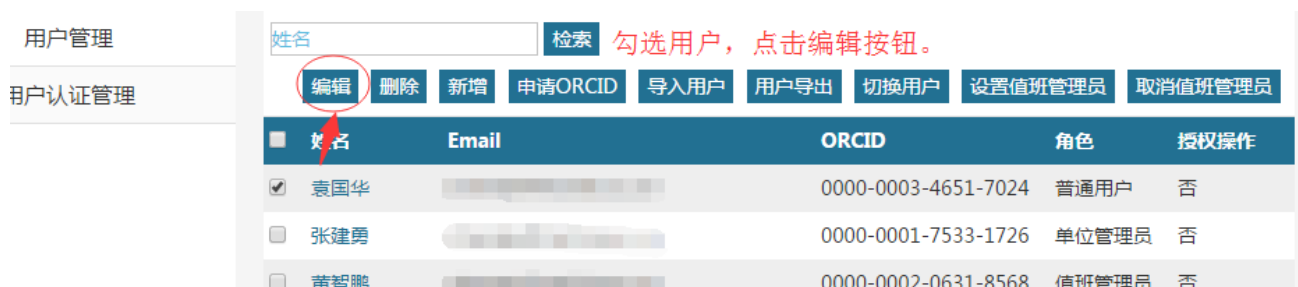 用户管理
用户认证管理
姓名 检索 勾选用户，点击编辑按钮。
编辑 删除 新增 申请ORCID 导入用户 用户导出 切换用户 设置值班管理员 取消值班管理员
姓名 Email ORCID 角色 授权操作
袁国华 0000-0003-4651-7024 普通用户 否
张建勇 0000-0001-7533-1726 单位管理员 否
黄智鹏 0000-0002-0631-8568 值班管理员 否